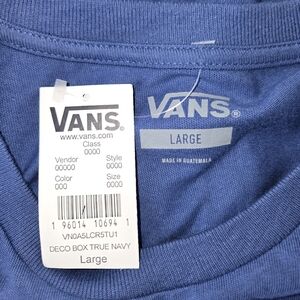 VANS®
www.vans.com
Class
0000
Vendor Style
00000 0000
Color Size
000 0000
1 96014 10694 1
VN0A5LCR5TU1
DECO BOX TRUE NAVY
Large
VANS®
LARGE
MADE IN GUATEMALA